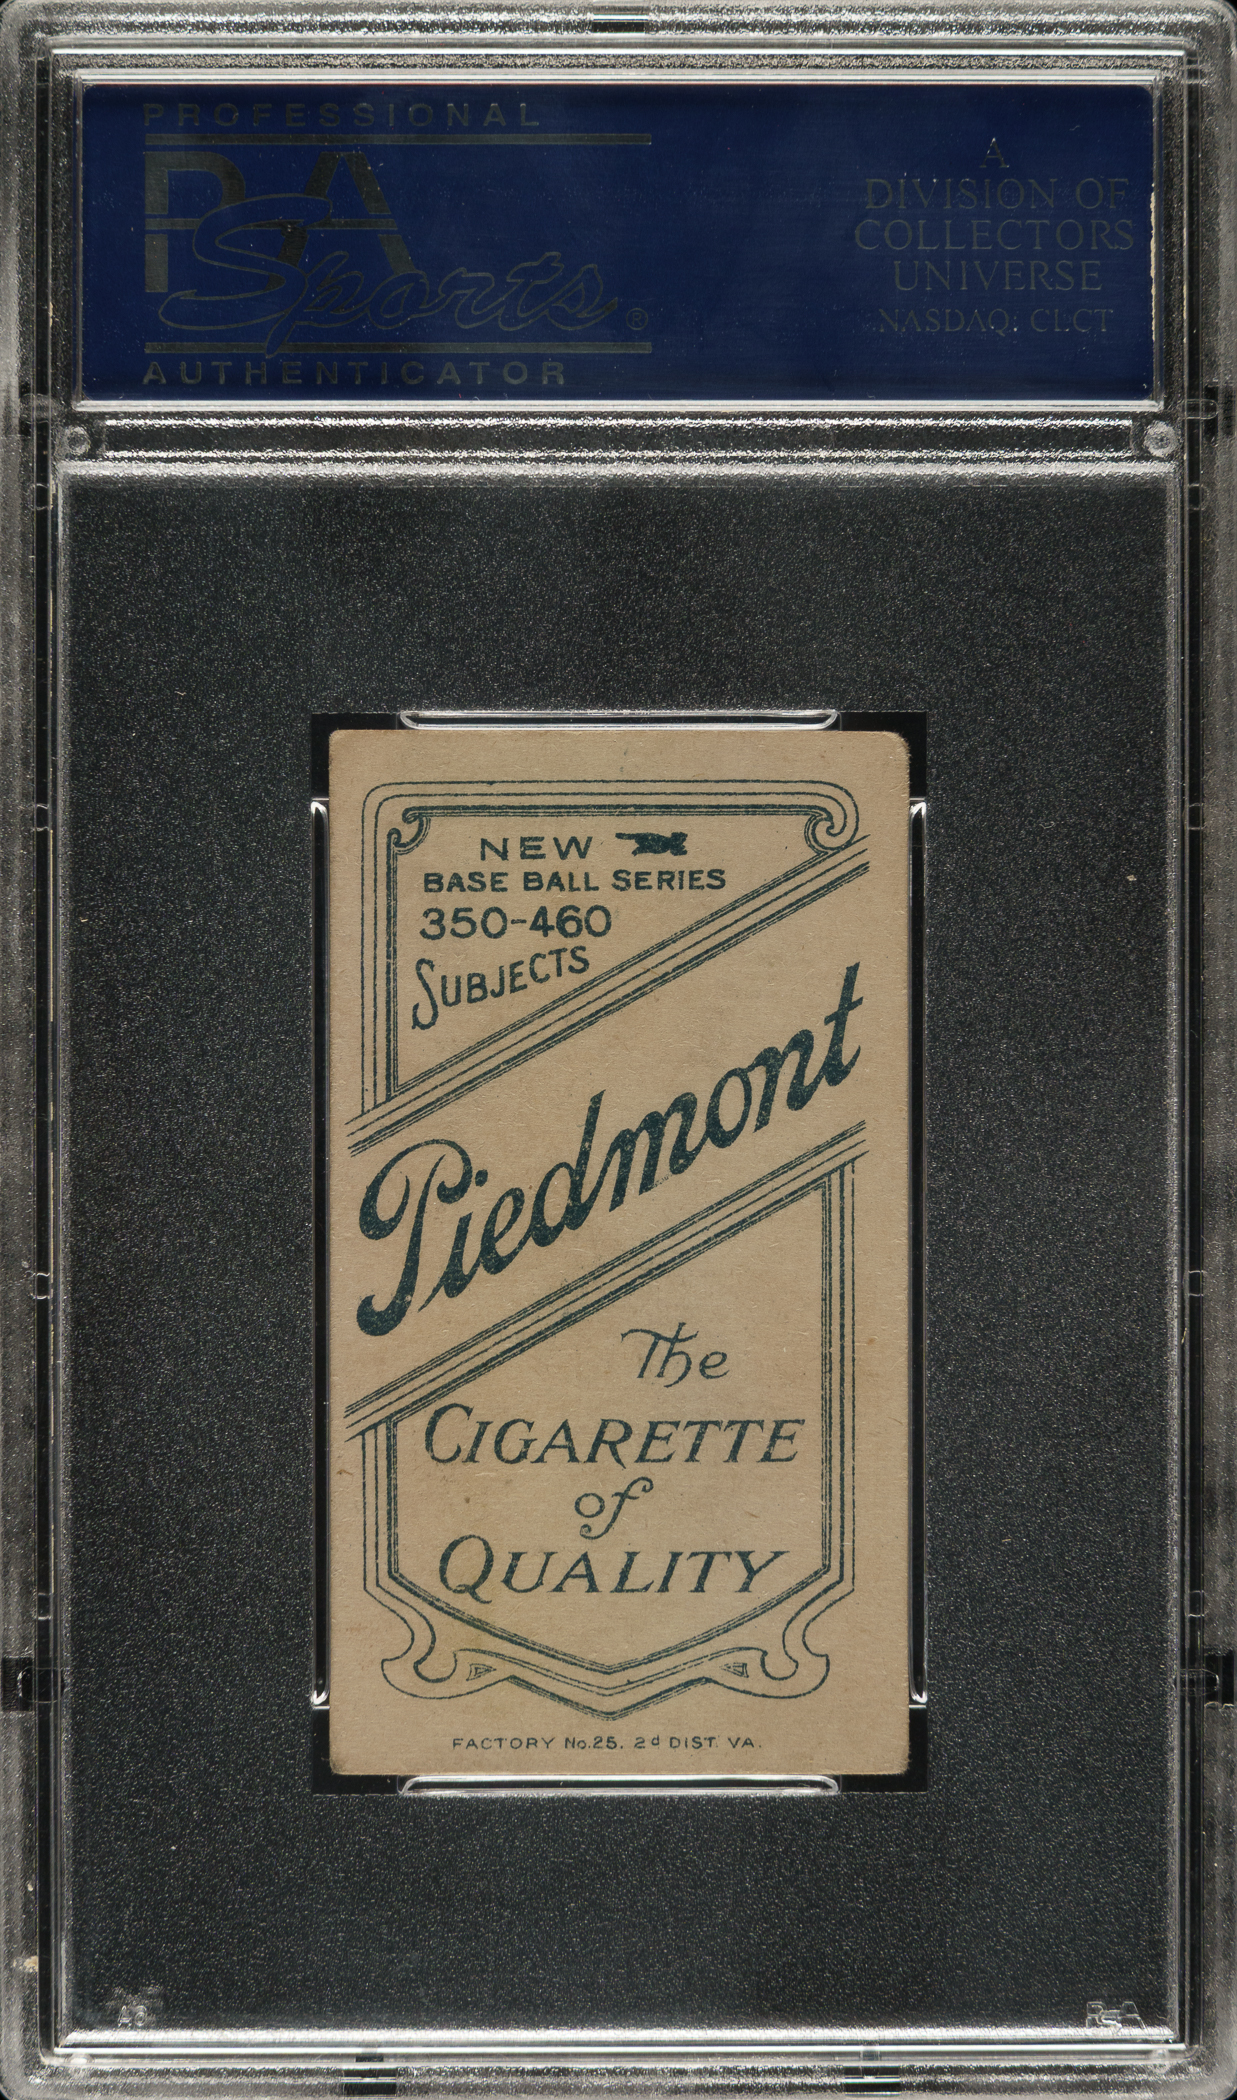 PROFESSIONAL
PSA
Sports®
AUTHENTICATOR
A
DIVISION OF
COLLECTORS
UNIVERSE
NASDAQ: CLCT
NEW
BASE BALL SERIES
350-460
SUBJECTS
Piedmont
The
CIGARETTE
of
QUALITY
FACTORY No.25. 2d DIST. VA.
PSA